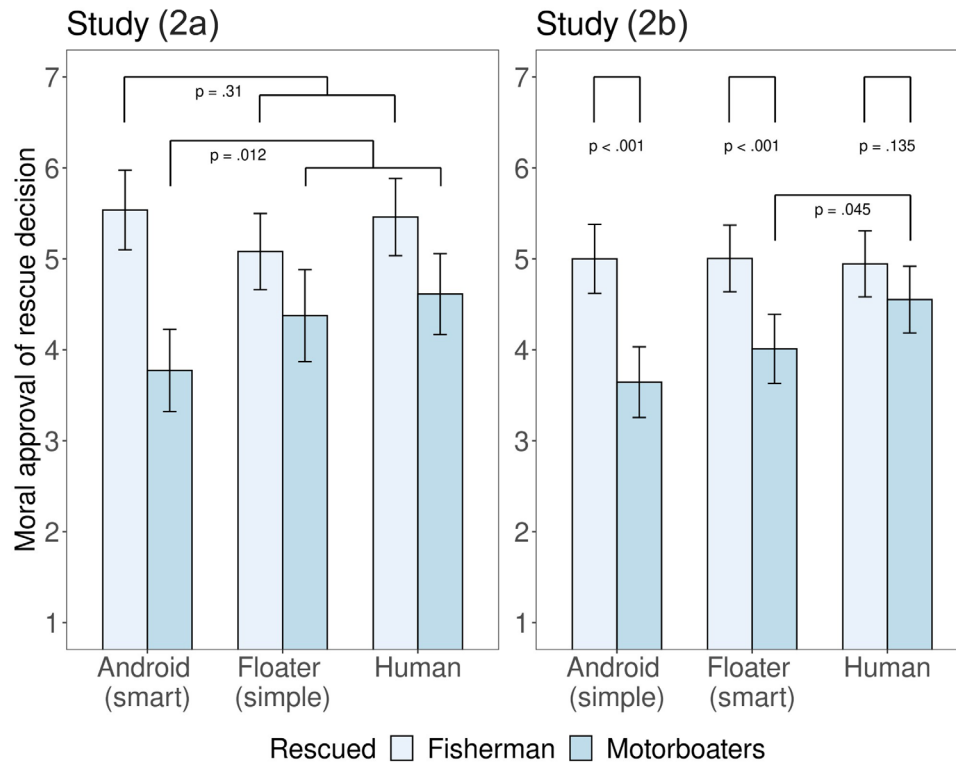 Study (2a)
Study (2b)
Moral approval of rescue decision
7
6
5
4
3
2
1
p = .31
p = .012
7
6
5
4
3
2
1
p < .001
p < .001
p = .135
p = .045
Android
(smart)
Floater
(simple)
Human
Android
(simple)
Floater
(smart)
Human
Rescued Fisherman Motorboaters